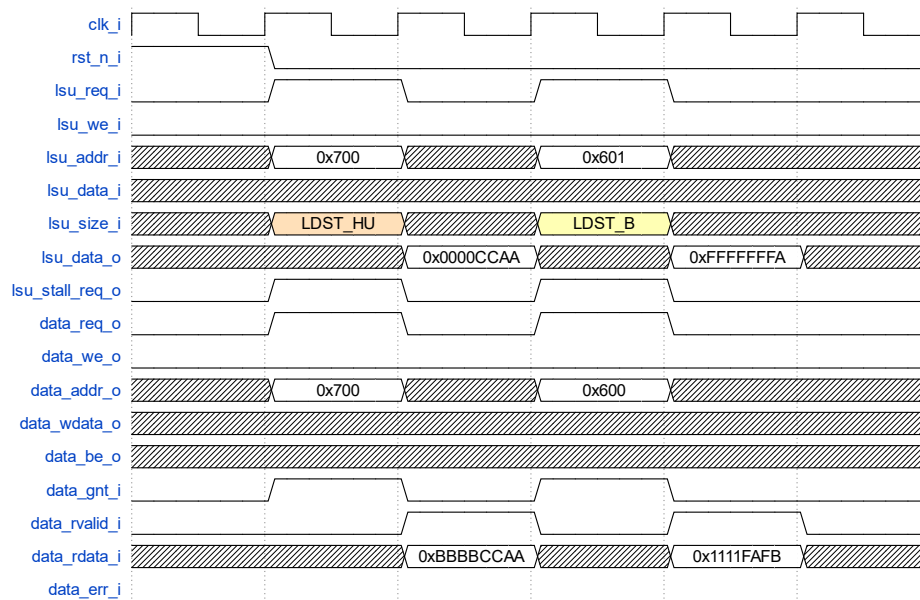 clk_i
rst_n_i
lsu_req_i
lsu_we_i
lsu_addr_i 0x700 0x601
lsu_data_i
lsu_size_i LDST_HU LDST_B
lsu_data_o 0x0000CCAA 0xFFFFFFFA
lsu_stall_req_o
data_req_o
data_we_o
data_addr_o 0x700 0x600
data_wdata_o
data_be_o
data_gnt_i
data_rvalid_i
data_rdata_i 0xBBBBCCAA 0x1111FAFB
data_err_i